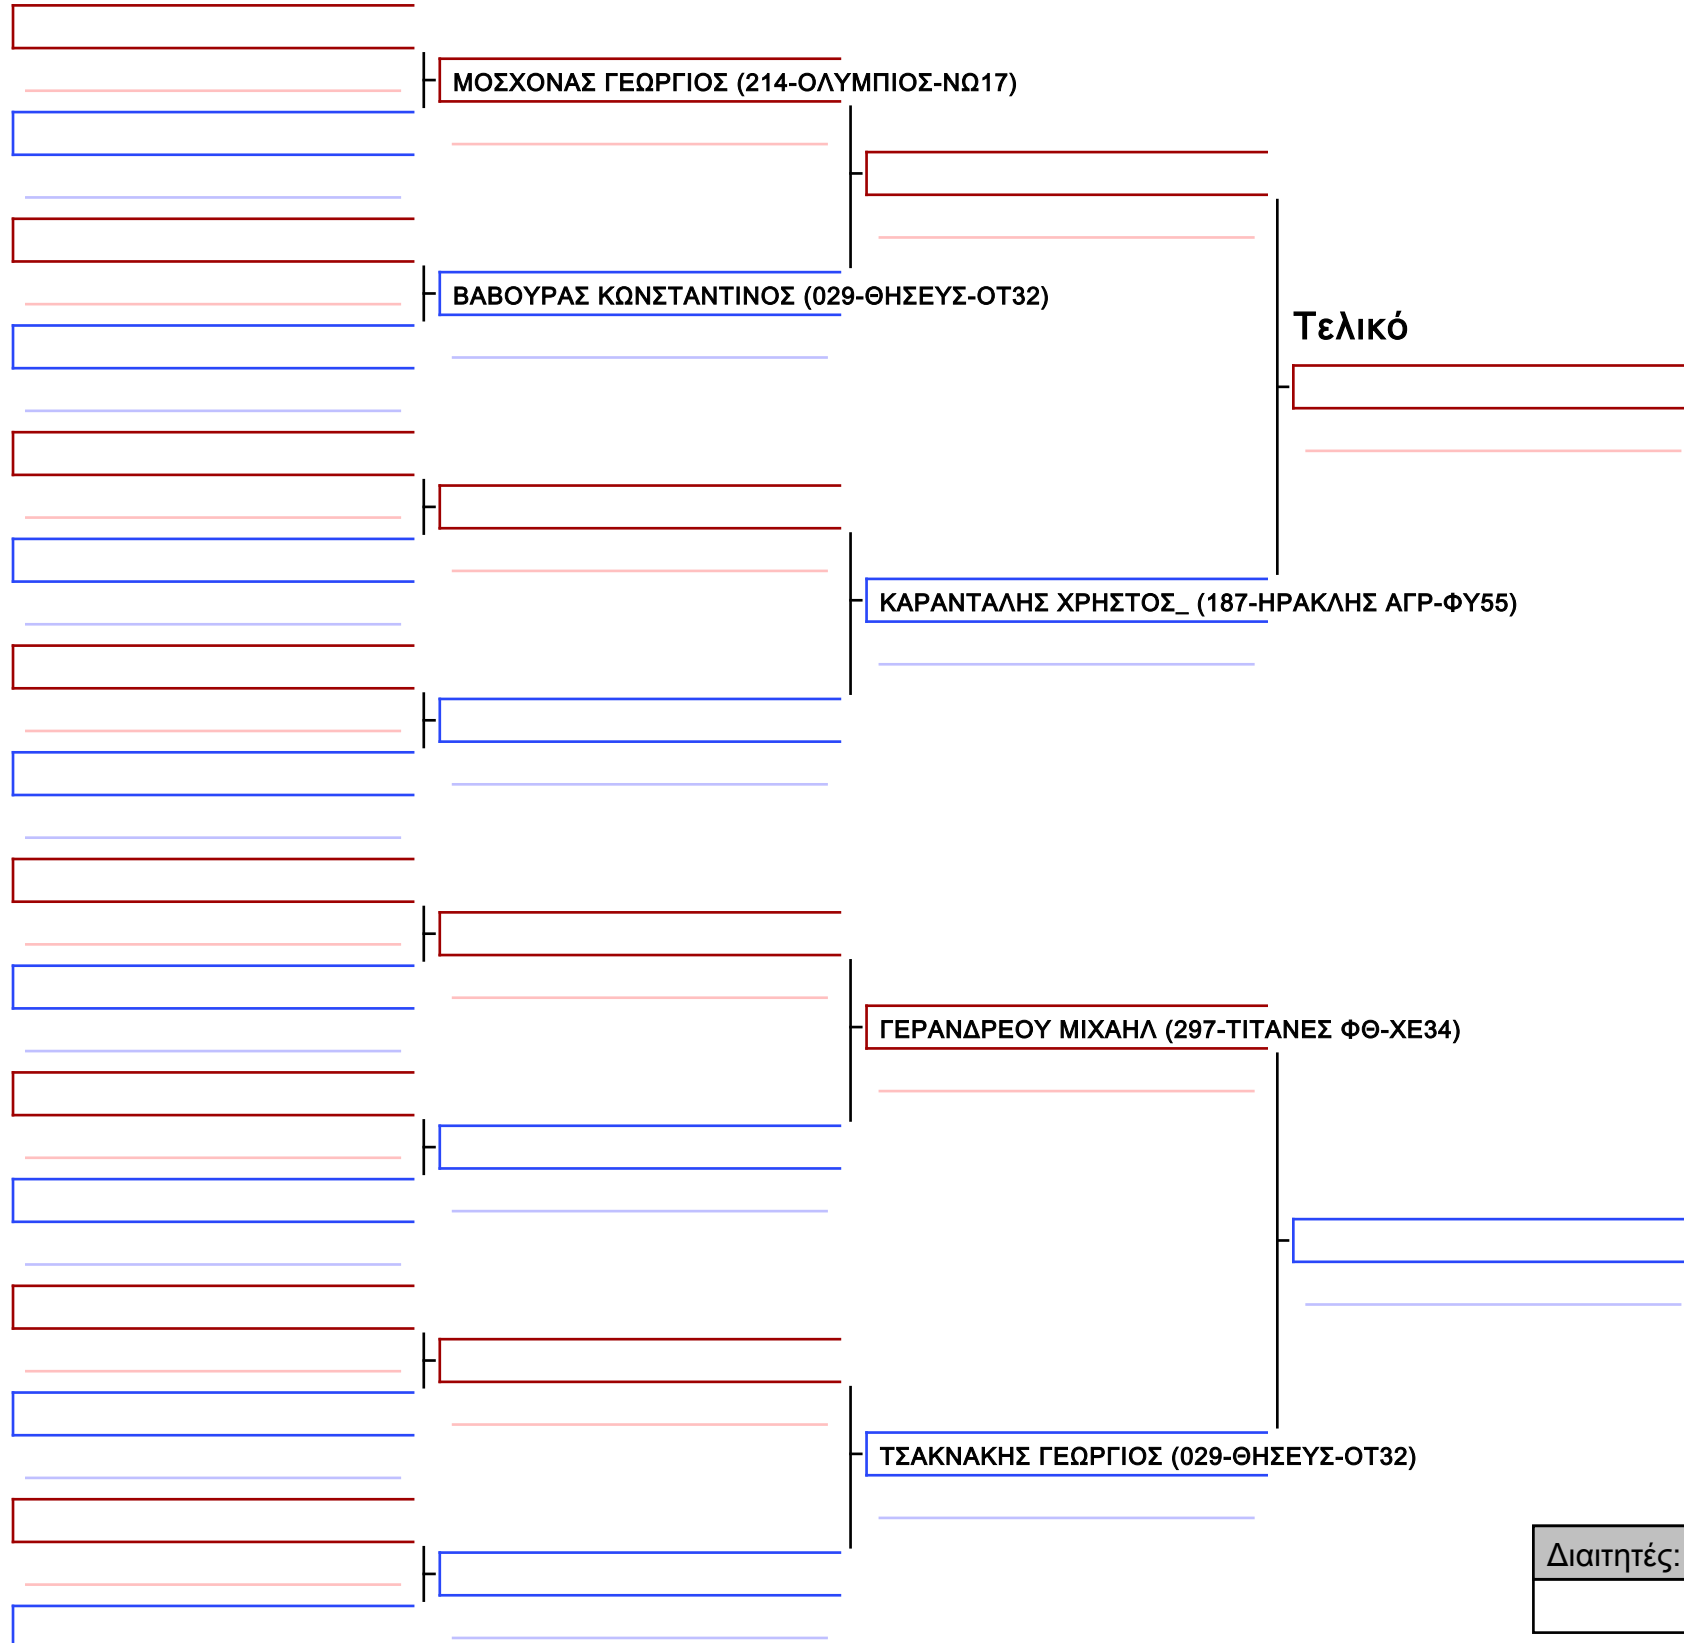 ΜΟΣΧΟΝΑΣ ΓΕΩΡΓΙΟΣ (214-ΟΛΥΜΠΙΟΣ-ΝΩ17)
ΒΑΒΟΥΡΑΣ ΚΩΝΣΤΑΝΤΙΝΟΣ (029-ΘΗΣΕΥΣ-ΟΤ32)
Τελικό
ΚΑΡΑΝΤΑΛΗΣ ΧΡΗΣΤΟΣ_ (187-ΗΡΑΚΛΗΣ ΑΓΡ-ΦΥ55)
ΓΕΡΑΝΔΡΕΟΥ ΜΙΧΑΗΛ (297-ΤΙΤΑΝΕΣ ΦΘ-ΧΕ34)
ΤΣΑΚΝΑΚΗΣ ΓΕΩΡΓΙΟΣ (029-ΘΗΣΕΥΣ-ΟΤ32)
Διαιτητές: